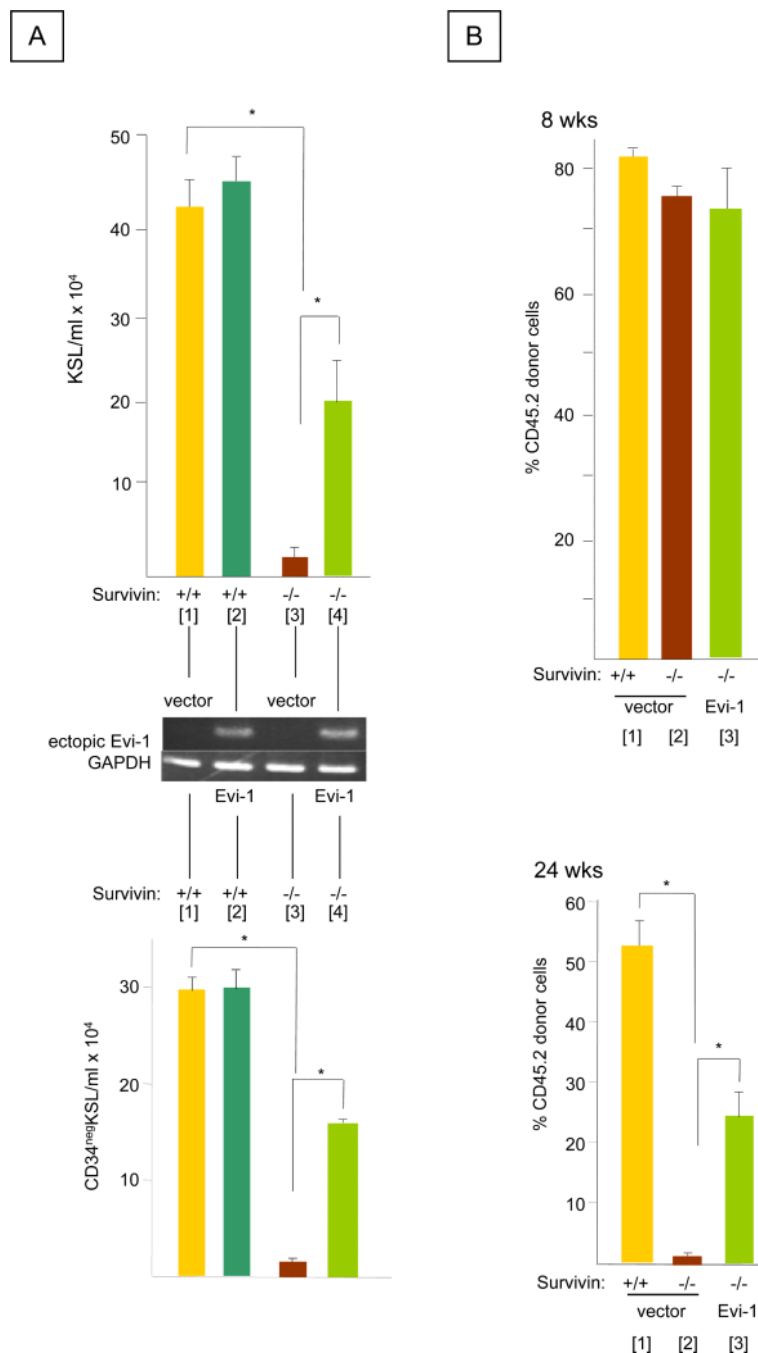 A
50
40
30
20
10
KSL/ml x 10⁴
*
*
Survivin: +/+ +/+ -/- -/-
[1] [2] [3] [4]
vector vector
ectopic Evi-1
GAPDH
Evi-1 Evi-1
Survivin: +/+ +/+ -/- -/-
[1] [2] [3] [4]
30
20
10
CD34ⁿᵉᵍKSL/ml x 10⁴
*
*
B
8 wks
80
60
40
20
% CD45.2 donor cells
Survivin: +/+ -/- -/-
vector Evi-1
[1] [2] [3]
24 wks
60
50
40
30
20
10
% CD45.2 donor cells
*
*
Survivin: +/+ -/- -/-
vector Evi-1
[1] [2] [3]